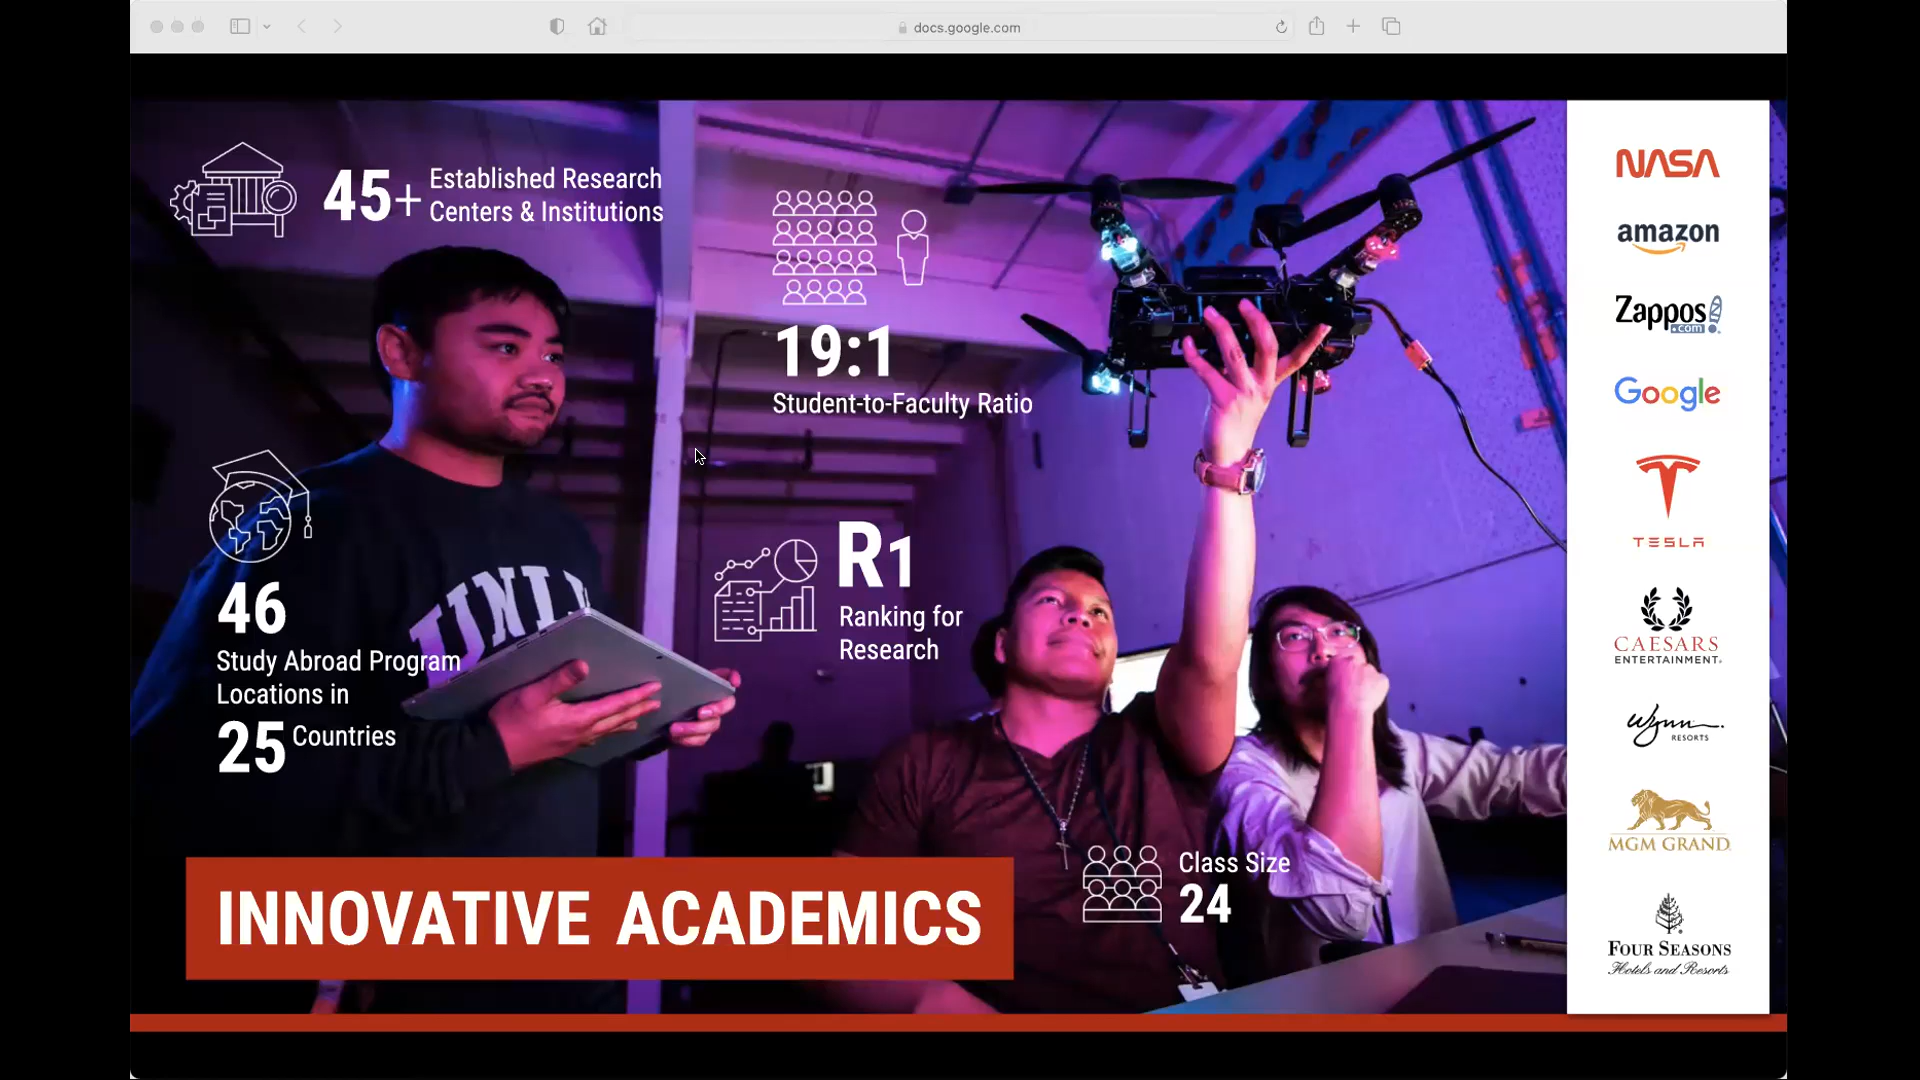 docs.google.com
45+ Established Research
Centers & Institutions
19:1
Student-to-Faculty Ratio
46
Study Abroad Program
Locations in
25 Countries
R1
Ranking for
Research
Class Size
24
INNOVATIVE ACADEMICS
UNLV
NASA
amazon
Zappos
.com
Google
TESLA
CAESARS
ENTERTAINMENT.
Wynn
RESORTS
MGM GRAND
FOUR SEASONS
Hotels and Resorts